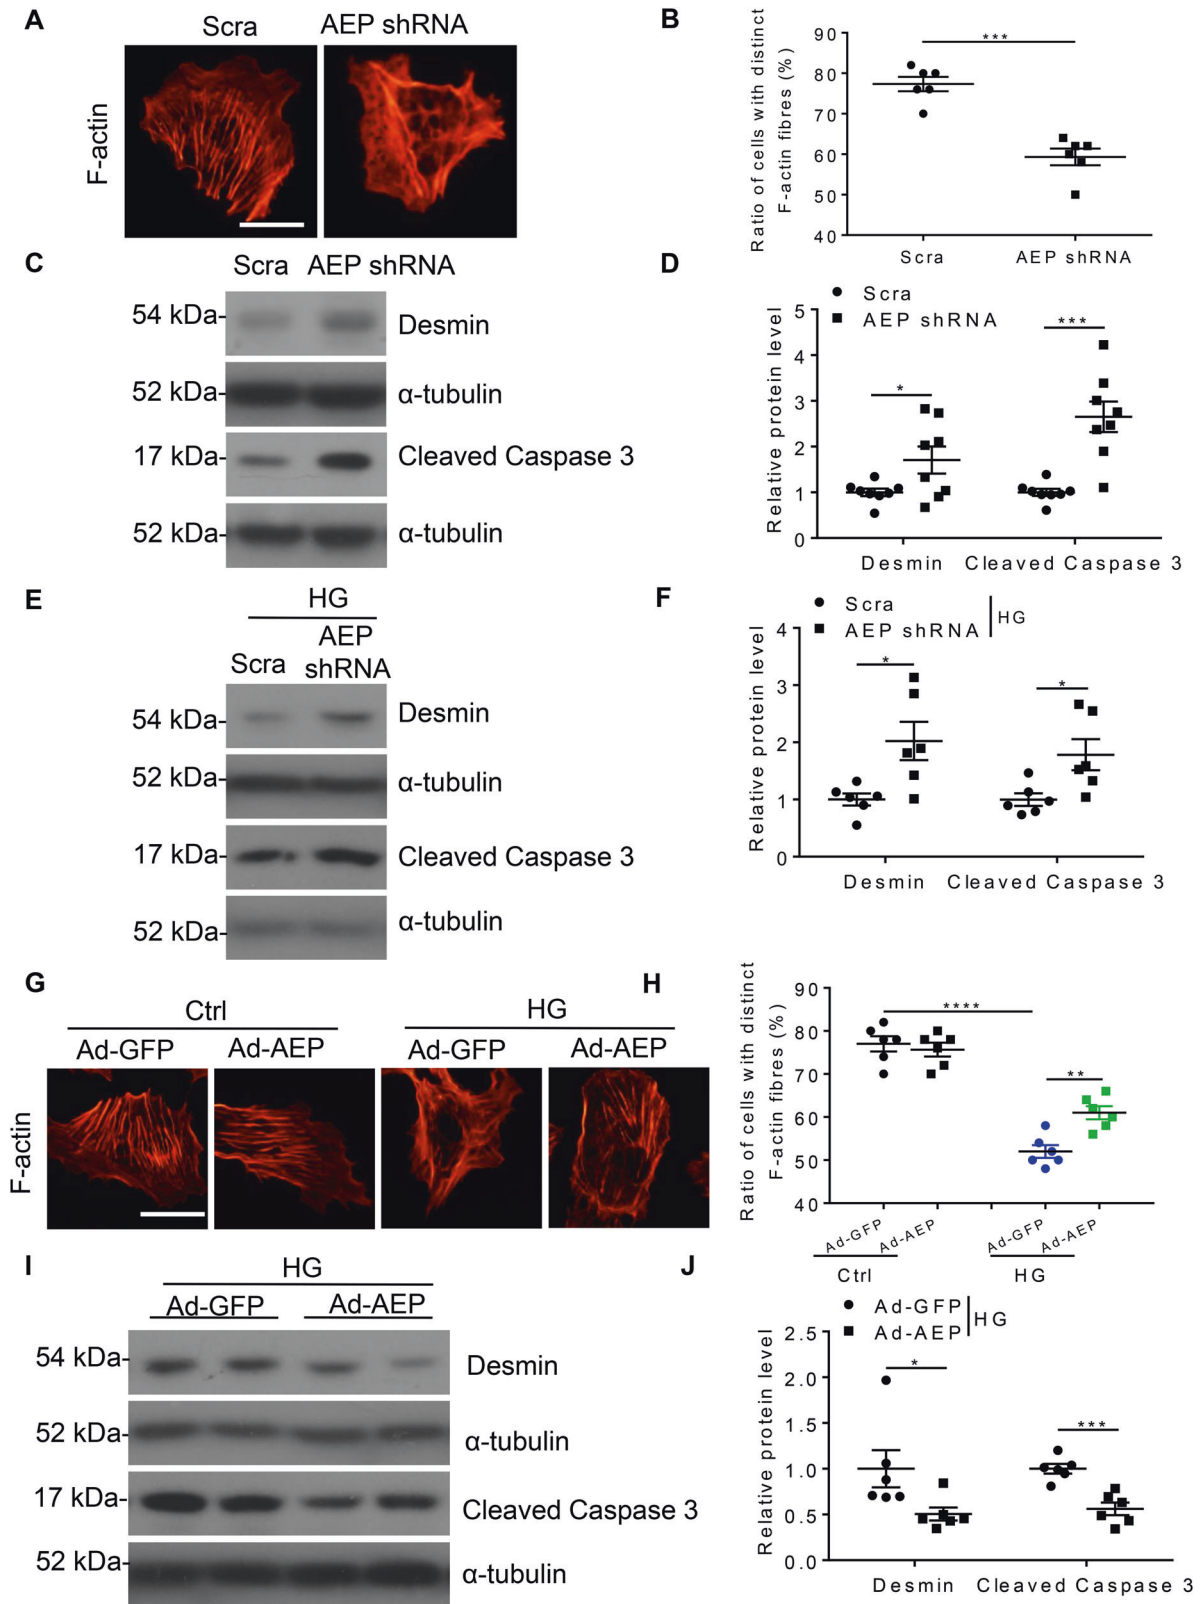 A
Scra
AEP shRNA
F-actin
B
Ratio of cells with distinct
F-actin fibres (%)
90
80
70
60
50
40
***
Scra
AEP shRNA
C
Scra
AEP shRNA
54 kDa-
Desmin
52 kDa-
α-tubulin
17 kDa-
Cleaved Caspase 3
52 kDa-
α-tubulin
D
Scra
AEP shRNA
Relative protein level
5
4
3
2
1
0
*
***
Desmin
Cleaved Caspase 3
E
HG
Scra
AEP
shRNA
54 kDa-
Desmin
52 kDa-
α-tubulin
17 kDa-
Cleaved Caspase 3
52 kDa-
α-tubulin
F
Scra
AEP shRNA
HG
Relative protein level
4
3
2
1
0
*
*
Desmin
Cleaved Caspase 3
G
Ctrl
HG
Ad-GFP
Ad-AEP
Ad-GFP
Ad-AEP
F-actin
H
Ratio of cells with distinct
F-actin fibres (%)
90
80
70
60
50
40
****
**
Ad-GFP
Ad-AEP
Ad-GFP
Ad-AEP
Ctrl
HG
I
HG
Ad-GFP
Ad-AEP
54 kDa-
Desmin
52 kDa-
α-tubulin
17 kDa-
Cleaved Caspase 3
52 kDa-
α-tubulin
J
Ad-GFP
Ad-AEP
HG
Relative protein level
2.5
2.0
1.5
1.0
0.5
0.0
*
***
Desmin
Cleaved Caspase 3